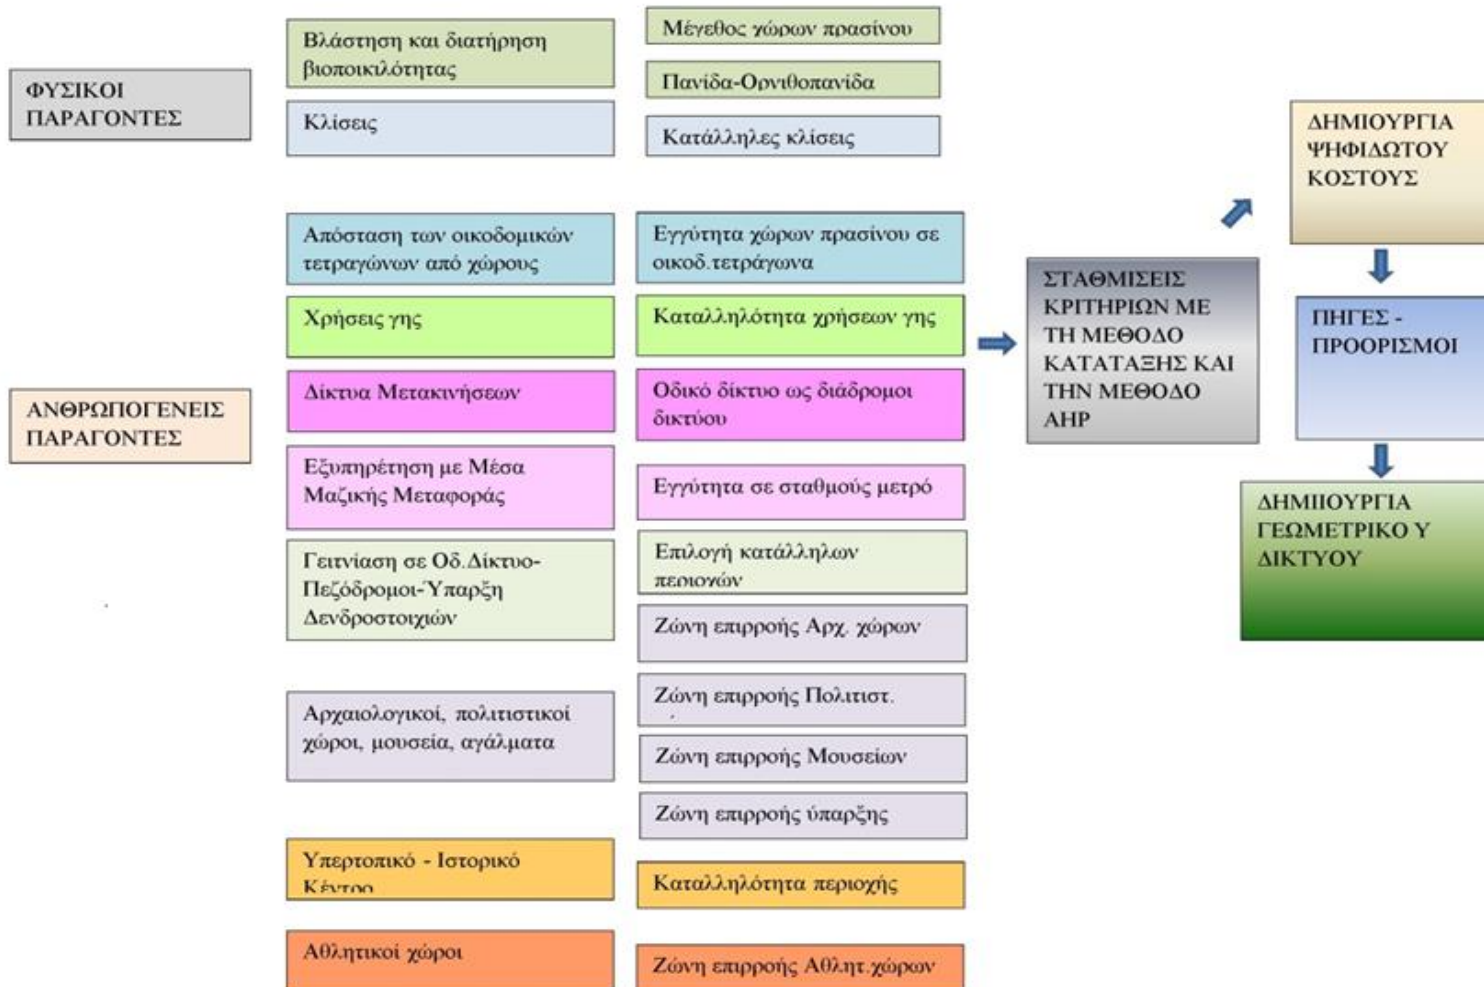 ΦΥΣΙΚΟΙ
ΠΑΡΑΓΟΝΤΕΣ
Βλάστηση και διατήρηση
βιοποικιλότητας
Κλίσεις
Μέγεθος χώρων πρασίνου
Πανίδα-Ορνιθοπανίδα
Κατάλληλες κλίσεις
ΑΝΘΡΩΠΟΓΕΝΕΙΣ
ΠΑΡΑΓΟΝΤΕΣ
Απόσταση των οικοδομικών
τετραγώνων από χώρους
Χρήσεις γης
Δίκτυα Μετακινήσεων
Εξυπηρέτηση με Μέσα
Μαζικής Μεταφοράς
Γειτνίαση σε Οδ.Δίκτυο-
Πεζόδρομοι-Ύπαρξη
Δενδροστοιχιών
Αρχαιολογικοί, πολιτιστικοί
χώροι, μουσεία, αγάλματα
Υπερτοπικό - Ιστορικό
Κέντρο
Αθλητικοί χώροι
Εγγύτητα χώρων πρασίνου σε
οικοδ.τετράγωνα
Καταλληλότητα χρήσεων γης
Οδικό δίκτυο ως διάδρομοι
δικτύου
Εγγύτητα σε σταθμούς μετρό
Επιλογή κατάλληλων
περιοχών
Ζώνη επιρροής Αρχ. χώρων
Ζώνη επιρροής Πολιτιστ.
Ζώνη επιρροής Μουσείων
Ζώνη επιρροής ύπαρξης
Καταλληλότητα περιοχής
Ζώνη επιρροής Αθλητ.χώρων
ΣΤΑΘΜΙΣΕΙΣ
ΚΡΙΤΗΡΙΩΝ ΜΕ
ΤΗ ΜΕΘΟΔΟ
ΚΑΤΑΤΑΞΗΣ ΚΑΙ
ΤΗΝ ΜΕΘΟΔΟ
AHP
ΔΗΜΙΟΥΡΓΙΑ
ΨΗΦΙΔΩΤΟΥ
ΚΟΣΤΟΥΣ
ΠΗΓΕΣ -
ΠΡΟΟΡΙΣΜΟΙ
ΔΗΜΠΟΥΡΓΙΑ
ΓΕΩΜΕΤΡΙΚΟ Υ
ΔΙΚΤΥΟΥ